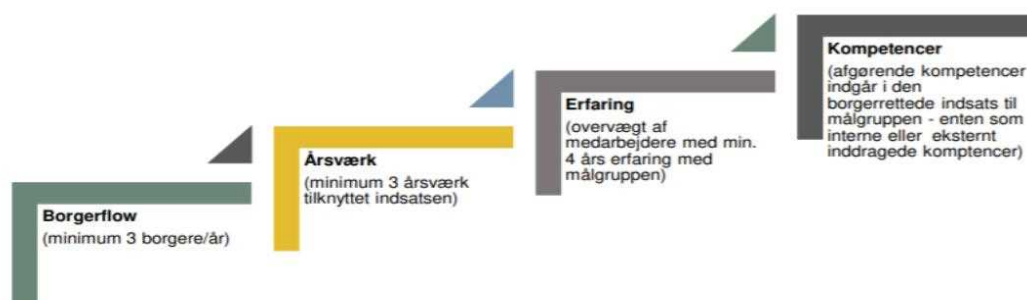 Borgerflow
(minimum 3 borgere/år)
Årsværk
(minimum 3 årsværk
tilknyttet indsatsen)
Erfaring
(overvægt af
medarbejdere med min.
4 års erfaring med
målgruppen)
Kompetencer
(afgørende kompetencer
indgår i den
borgerrettede indsats til
målgruppen - enten som
interne eller eksternt
inddragede komptencer)